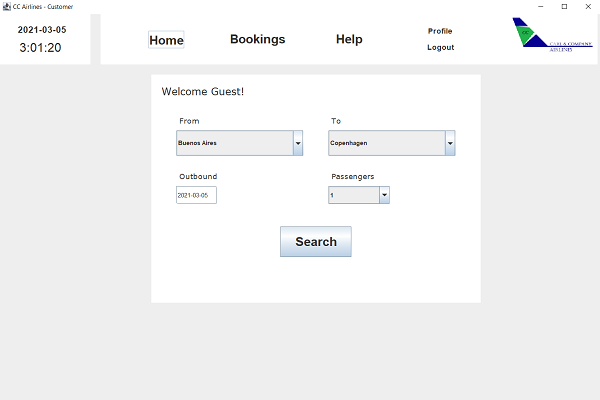 CC Airlines - Customer
2021-03-05
3:01:20
Home
Bookings
Help
Profile
Logout
CC
CARL & COMPANY
AIRLINES
Welcome Guest!
From
To
Buenos Aires
Copenhagen
Outbound
Passengers
2021-03-05
1
Search